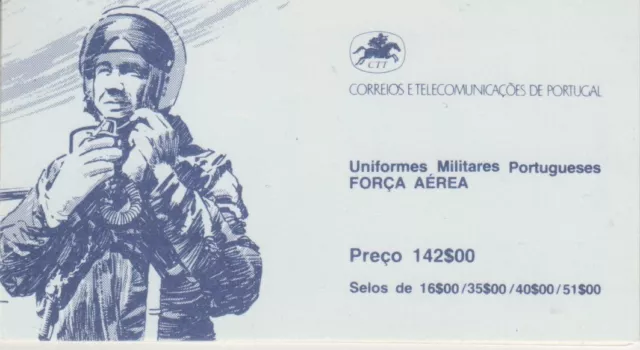 CTT
CORREIOS E TELECOMUNICAÇÕES DE PORTUGAL
Uniformes Militares Portugueses
FORÇA AÉREA
Preço 142$00
Selos de 16$00/35$00/40$00/51$00